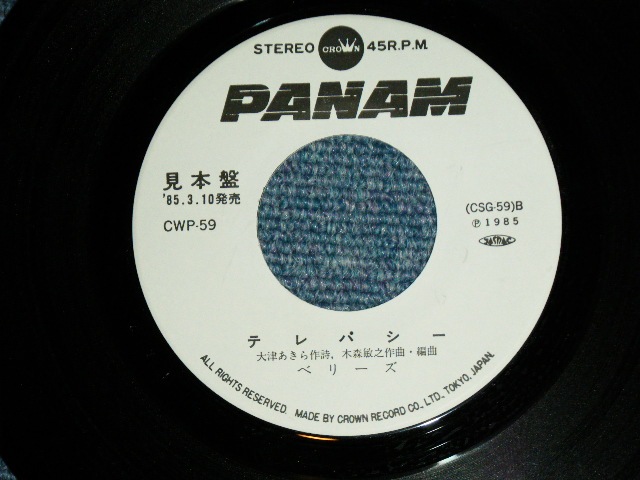 STEREO CROWN 45R.P.M.
PANAM
見本盤
'85.3.10発売
CWP-59
(CSG-59)B
℗1985
JASRAC
テレパシー
大津あきら作詩、木森敏之作曲・編曲
ベリーズ
ALL RIGHTS RESERVED. MADE BY CROWN RECORD CO., LTD., TOKYO, JAPAN.